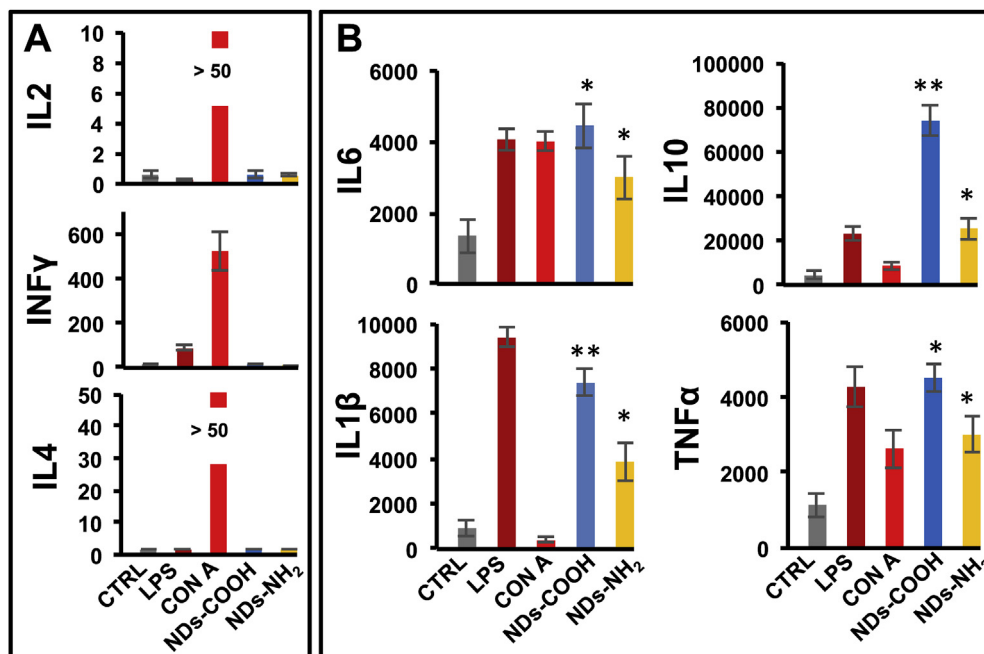 A
IL2
10
8
6
4
2
0
> 50
INFγ
600
400
200
0
IL4
50
40
30
20
10
0
> 50
CTRL
LPS
CON A
NDs-COOH
NDs-NH₂
B
IL6
6000
4000
2000
0
*
*
IL10
100000
80000
60000
40000
20000
0
**
*
IL1β
10000
8000
6000
4000
2000
0
**
*
CTRL
LPS
CON A
NDs-COOH
NDs-NH₂
TNFα
6000
4000
2000
0
*
*
CTRL
LPS
CON A
NDs-COOH
NDs-NH₂